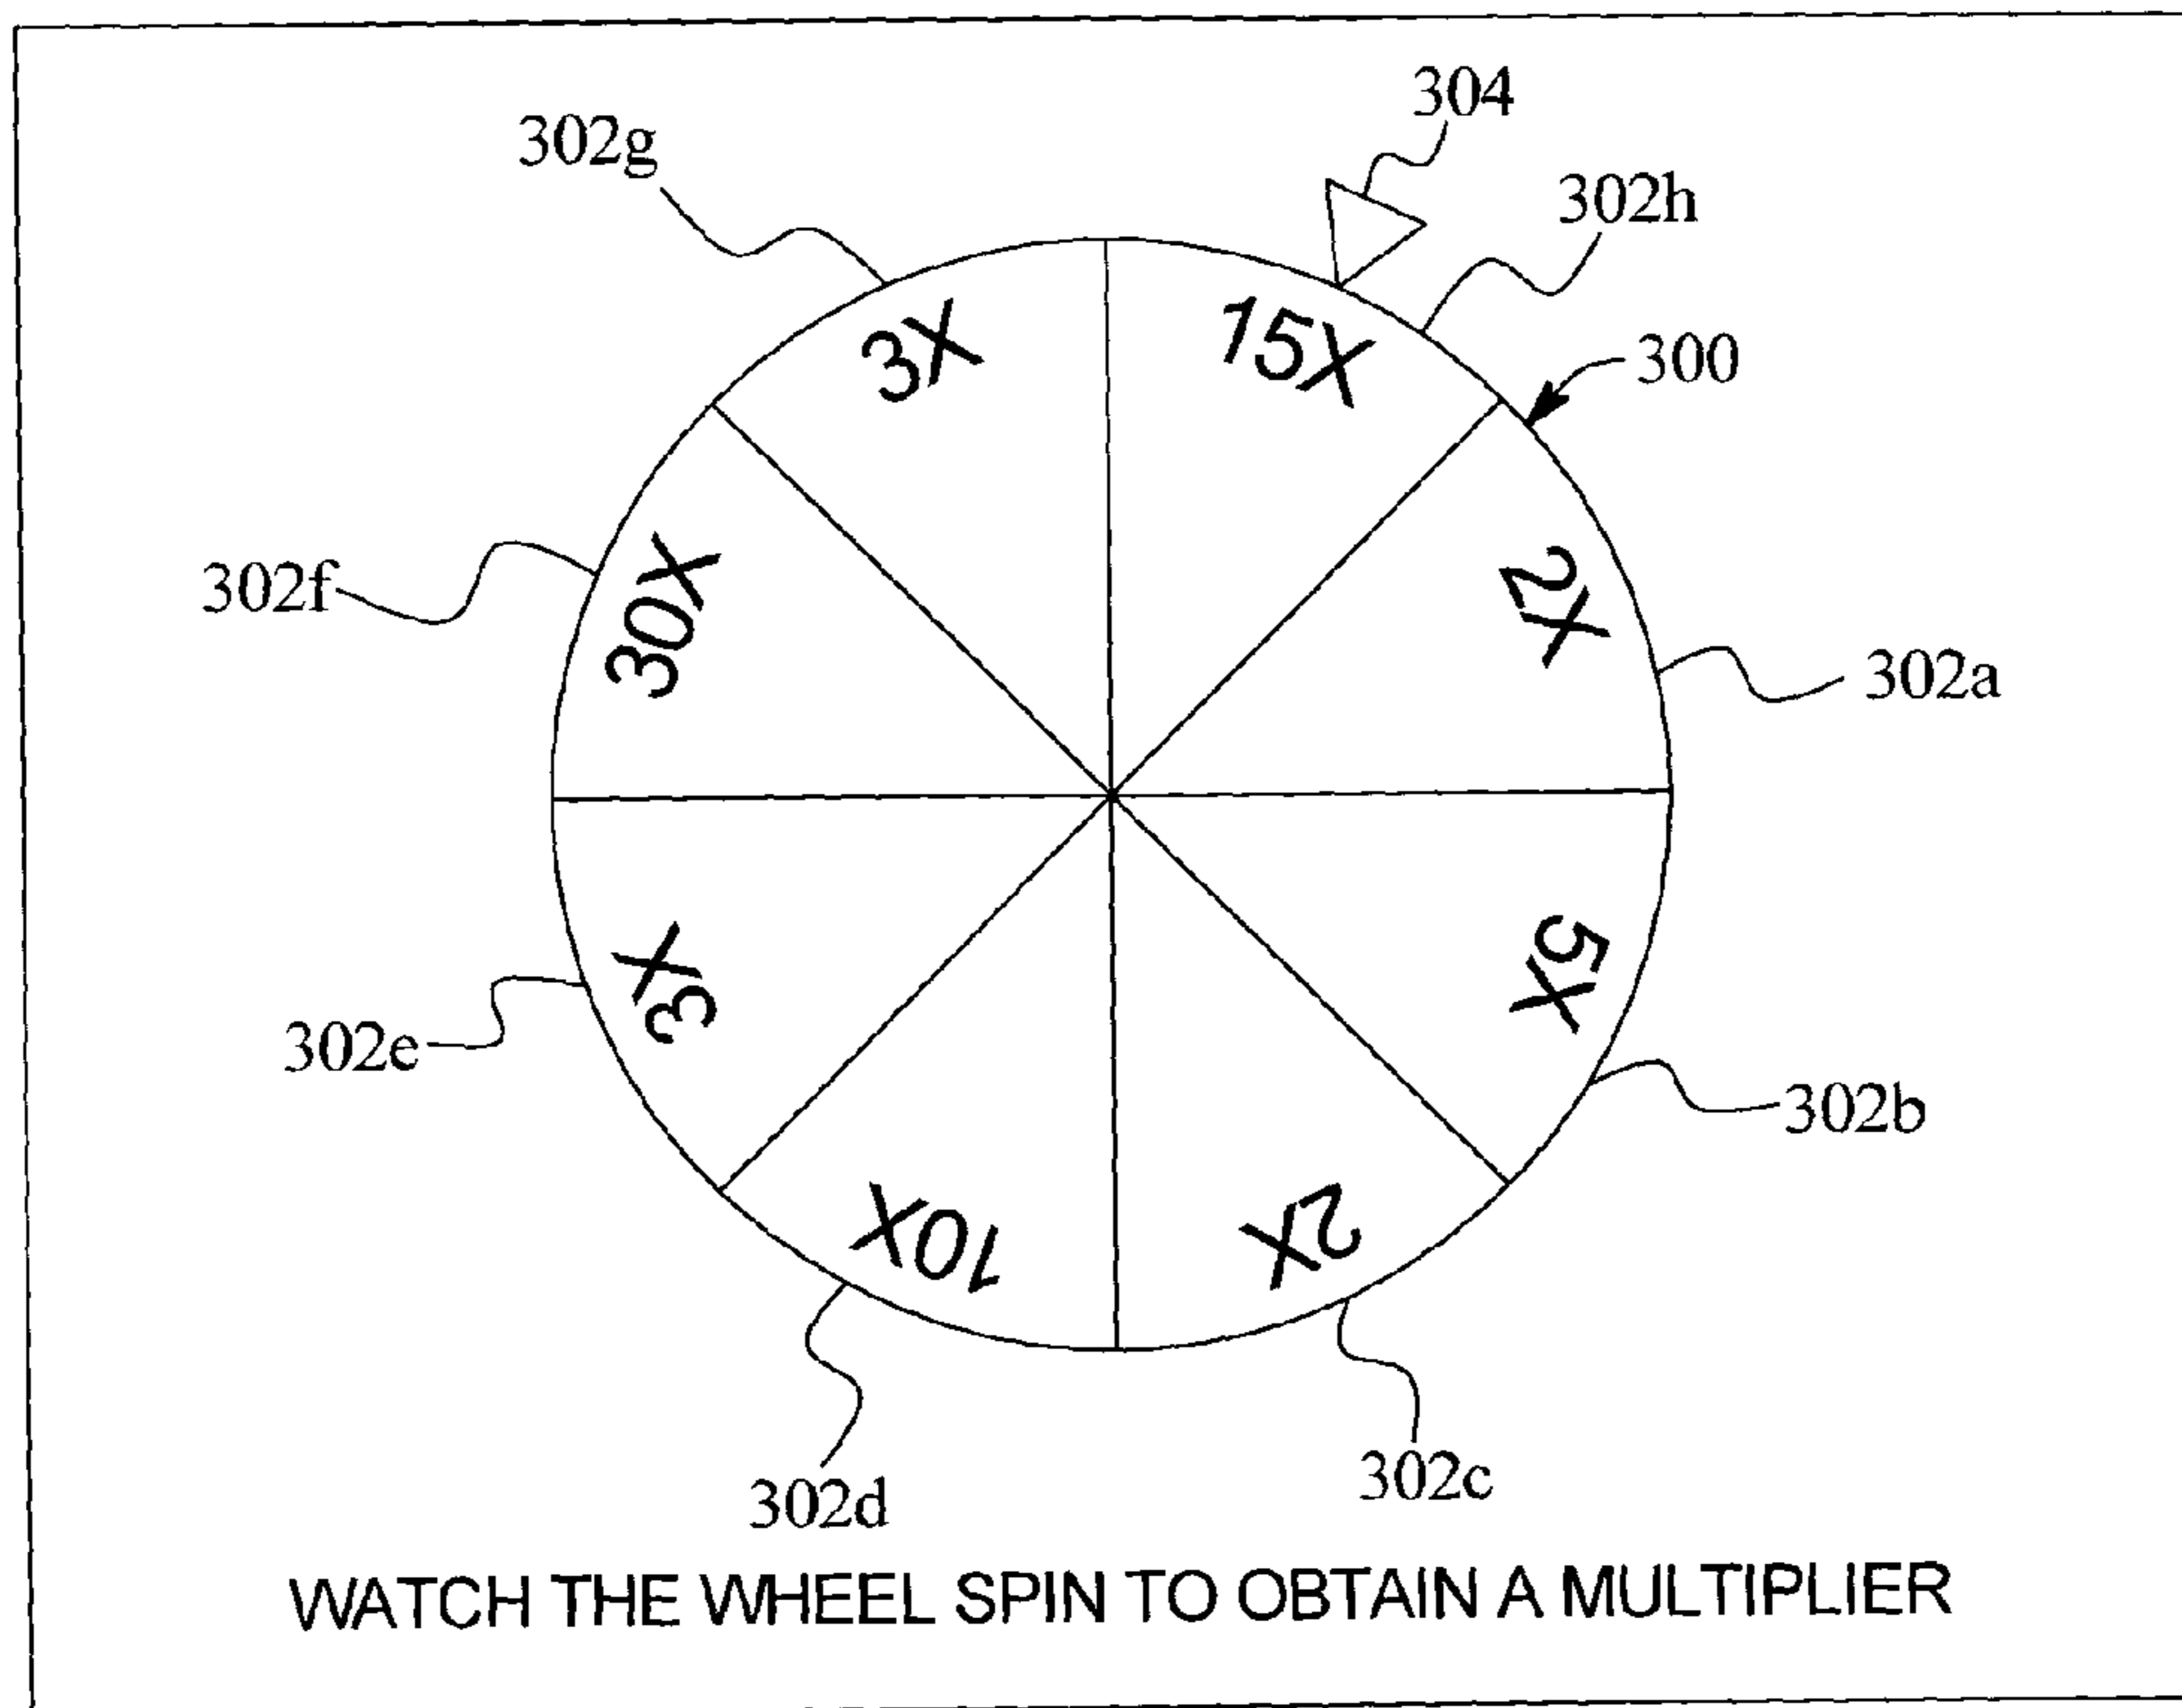 304
302g
302h
3X
15X
300
30X
2X
302f
302a
3X
5X
302e
302b
10X
2X
302c
302d
WATCH THE WHEEL SPIN TO OBTAIN A MULTIPLIER